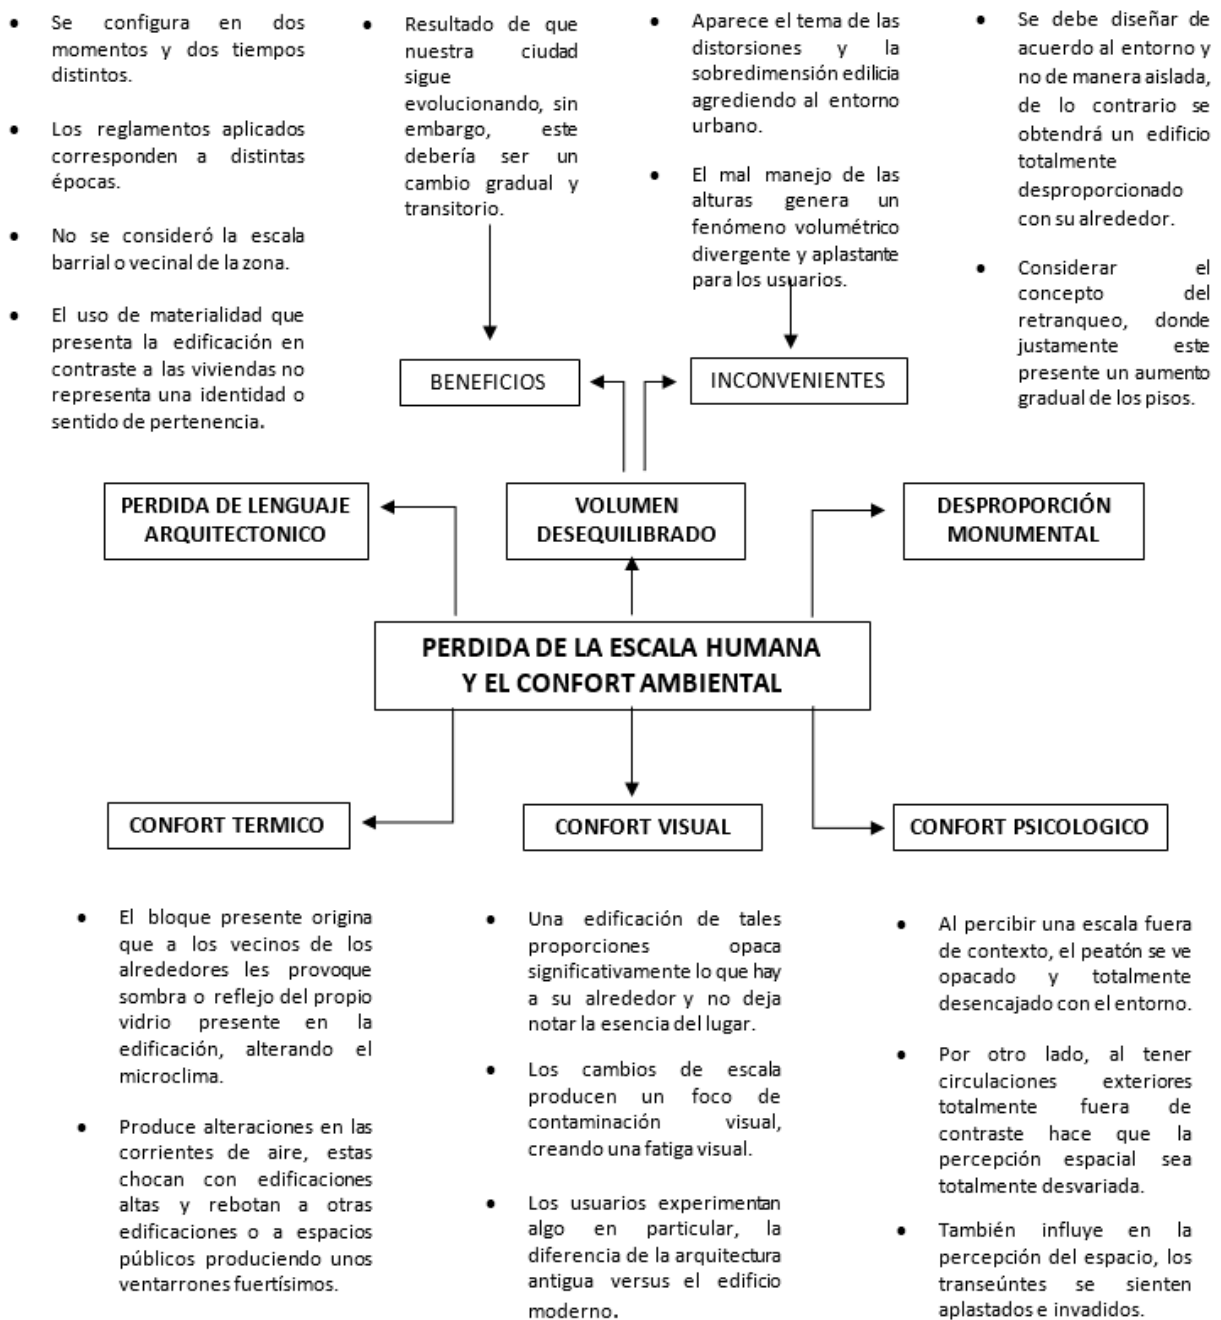 ● Se configura en dos
momentos y dos tiempos
distintos.
● Los reglamentos aplicados
corresponden a distintas
épocas.
● No se consideró la escala
barrial o vecinal de la zona.
● El uso de materialidad que
presenta la edificación en
contraste a las viviendas no
representa una identidad o
sentido de pertenencia.
● Resultado de que
nuestra ciudad
sigue
evolucionando, sin
embargo, este
debería ser un
cambio gradual y
transitorio.
● Aparece el tema de las
distorsiones y la
sobredimensión edilicia
agrediendo al entorno
urbano.
● El mal manejo de las
alturas genera un
fenómeno volumétrico
divergente y aplastante
para los usuarios.
● Se debe diseñar de
acuerdo al entorno y
no de manera aislada,
de lo contrario se
obtendrá un edificio
totalmente
desproporcionado
con su alrededor.
● Considerar el
concepto del
retranqueo, donde
justamente este
presente un aumento
gradual de los pisos.
BENEFICIOS
INCONVENIENTES
PERDIDA DE LENGUAJE
ARQUITECTONICO
VOLUMEN
DESEQUILIBRADO
DESPROPORCIÓN
MONUMENTAL
PERDIDA DE LA ESCALA HUMANA
Y EL CONFORT AMBIENTAL
CONFORT TERMICO
CONFORT VISUAL
CONFORT PSICOLOGICO
● El bloque presente origina
que a los vecinos de los
alrededores les provoque
sombra o reflejo del propio
vidrio presente en la
edificación, alterando el
microclima.
● Produce alteraciones en las
corrientes de aire, estas
chocan con edificaciones
altas y rebotan a otras
edificaciones o a espacios
públicos produciendo unos
ventarrones fuertísimos.
● Una edificación de tales
proporciones opaca
significativamente lo que hay
a su alrededor y no deja
notar la esencia del lugar.
● Los cambios de escala
producen un foco de
contaminación visual,
creando una fatiga visual.
● Los usuarios experimentan
algo en particular, la
diferencia de la arquitectura
antigua versus el edificio
moderno.
● Al percibir una escala fuera
de contexto, el peatón se ve
opacado y totalmente
desencajado con el entorno.
● Por otro lado, al tener
circulaciones exteriores
totalmente fuera de
contraste hace que la
percepción espacial sea
totalmente desvariada.
● También influye en la
percepción del espacio, los
transeúntes se sienten
aplastados e invadidos.